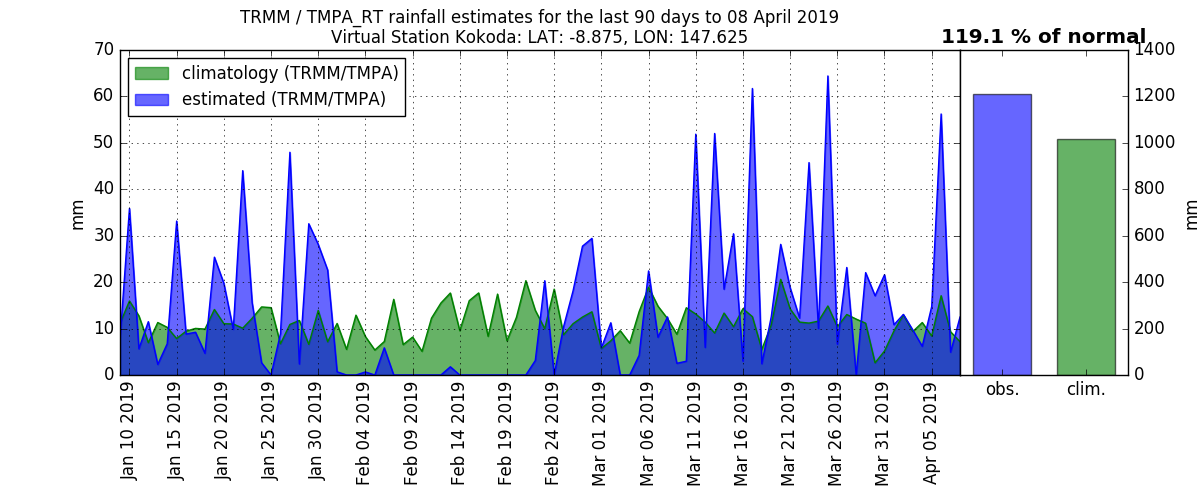 TRMM / TMPA_RT rainfall estimates for the last 90 days to 08 April 2019
Virtual Station Kokoda: LAT: -8.875, LON: 147.625
119.1 % of normal
climatology (TRMM/TMPA)
estimated (TRMM/TMPA)
70
60
50
40
30
20
10
0
mm
Jan 10 2019
Jan 15 2019
Jan 20 2019
Jan 25 2019
Jan 30 2019
Feb 04 2019
Feb 09 2019
Feb 14 2019
Feb 19 2019
Feb 24 2019
Mar 01 2019
Mar 06 2019
Mar 11 2019
Mar 16 2019
Mar 21 2019
Mar 26 2019
Mar 31 2019
Apr 05 2019
obs.
clim.
1400
1200
1000
800
600
400
200
0
mm